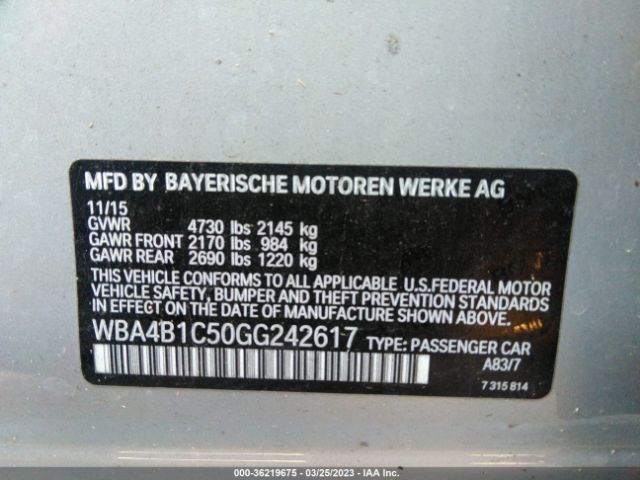 MFD BY BAYERISCHE MOTOREN WERKE AG
11/15
GVWR 4730 lbs 2145 kg
GAWR FRONT 2170 lbs 984 kg
GAWR REAR 2690 lbs 1220 kg
THIS VEHICLE CONFORMS TO ALL APPLICABLE U.S.FEDERAL MOTOR
VEHICLE SAFETY, BUMPER AND THEFT PREVENTION STANDARDS
IN EFFECT ON THE DATE OF MANUFACTURE SHOWN ABOVE.
WBA4B1C50GG242617 TYPE: PASSENGER CAR
A83/7
7 315 814
000-36219675 - 03/25/2023 - IAA Inc.